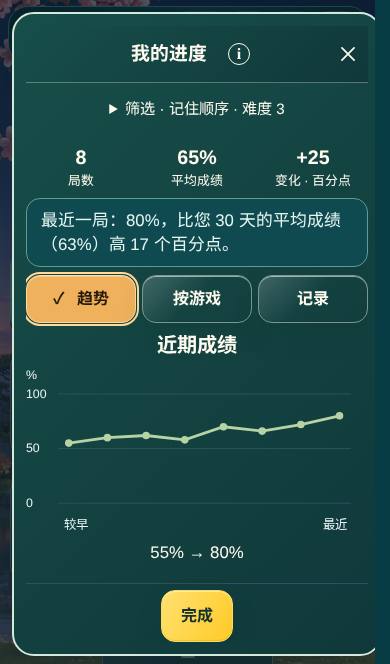 我的进度 i ×
▶ 筛选 · 记住顺序 · 难度 3
8 65% +25
局数 平均成绩 变化 · 百分点
最近一局：80%，比您 30 天的平均成绩
（63%）高 17 个百分点。
✓ 趋势 按游戏 记录
近期成绩
%
100
50
0
较早 最近
55% → 80%
完成